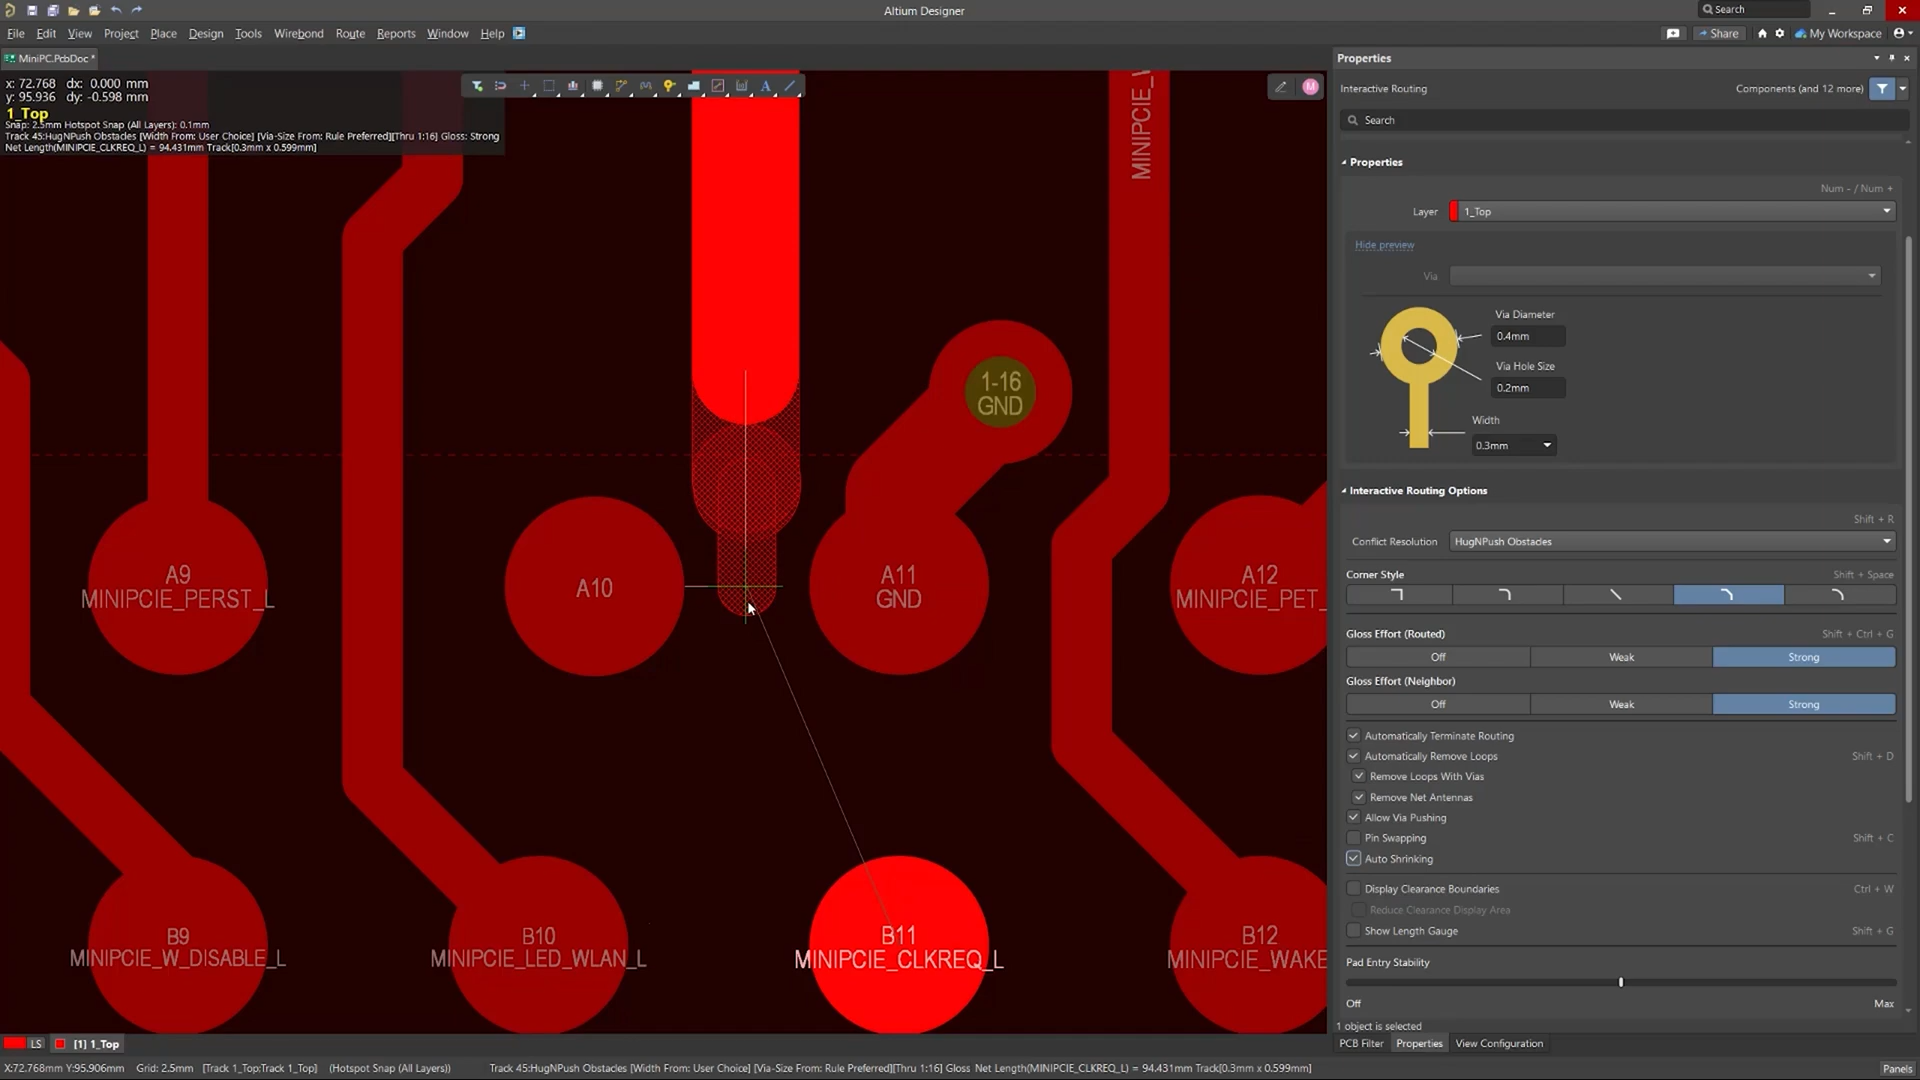 Altium Designer
Search
File Edit View Project Place Design Tools Wirebond Route Reports Window Help
Share
My Workspace
MiniPC.PcbDoc *
x: 72.768 dx: 0.000 mm
y: 95.936 dy: -0.598 mm
1_Top
Snap: 2.5mm Hotspot Snap (All Layers): 0.1mm
Track 45:HugNPush Obstacles [Width From: User Choice] [Via-Size From: Rule Preferred][Thru 1:16] Gloss: Strong
Net Length(MINIPCIE_CLKREQ_L) = 94.431mm Track[0.3mm x 0.599mm]
A
M
MINIPCIE_
1-16
GND
A9
MINIPCIE_PERST_L
A10
A11
GND
A12
MINIPCIE_PET_
B9
MINIPCIE_W_DISABLE_L
B10
MINIPCIE_LED_WLAN_L
B11
MINIPCIE_CLKREQ_L
B12
MINIPCIE_WAKE
Properties
Interactive Routing
Components (and 12 more)
Search
Properties
Num - / Num +
Layer 1_Top
Hide preview
Via
Via Diameter
0.4mm
Via Hole Size
0.2mm
Width
0.3mm
Interactive Routing Options
Shift + R
Conflict Resolution HugNPush Obstacles
Corner Style Shift + Space
Gloss Effort (Routed) Shift + Ctrl + G
Off Weak Strong
Gloss Effort (Neighbor)
Off Weak Strong
Automatically Terminate Routing
Automatically Remove Loops Shift + D
Remove Loops With Vias
Remove Net Antennas
Allow Via Pushing
Pin Swapping Shift + C
Auto Shrinking
Display Clearance Boundaries Ctrl + W
Reduce Clearance Display Area
Show Length Gauge Shift + G
Pad Entry Stability
Off Max
1 object is selected
PCB Filter Properties View Configuration
LS [1] 1_Top
X:72.768mm Y:95.906mm Grid: 2.5mm [Track 1_Top:Track 1_Top] (Hotspot Snap (All Layers)) Track 45:HugNPush Obstacles [Width From: User Choice] [Via-Size From: Rule Preferred][Thru 1:16] Gloss Net Length(MINIPCIE_CLKREQ_L) = 94.431mm Track[0.3mm x 0.599mm]
Panels